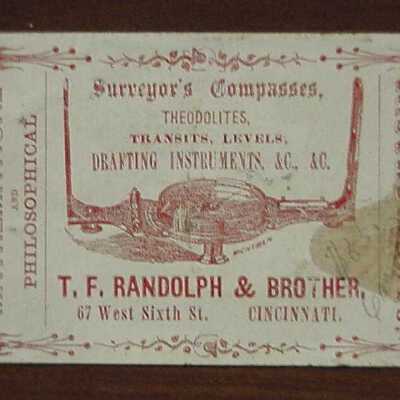 Surveyor's Compasses,
THEODOLITES,
TRANSITS, LEVELS,
DRAFTING INSTRUMENTS, &C., &C.
T. F. RANDOLPH & BROTHER,
67 West Sixth St. CINCINNATI.
AND
PHILOSOPHICAL